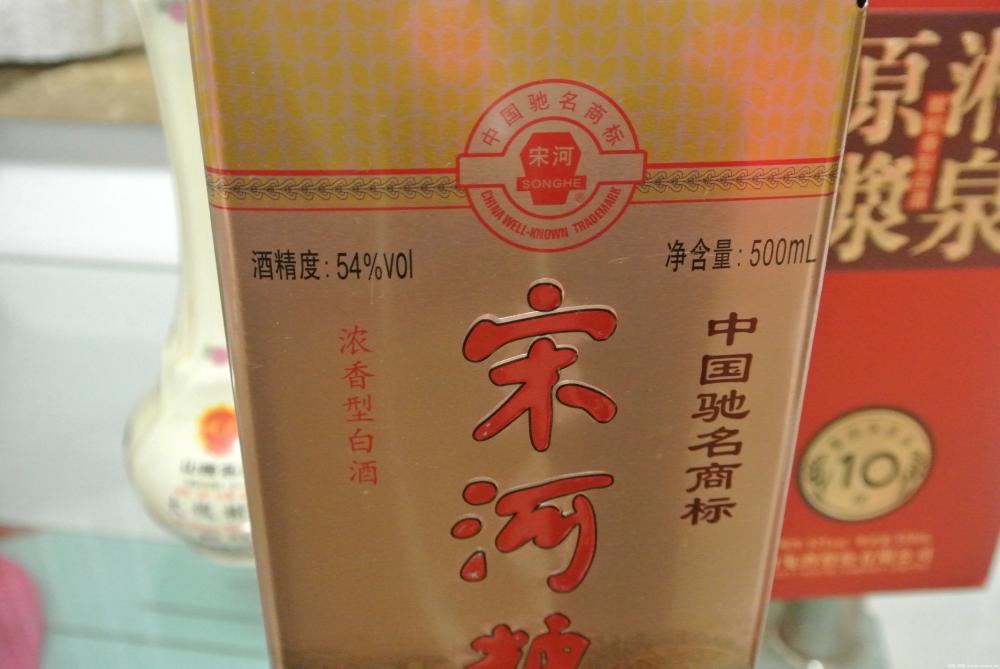 中国驰名商标
宋河
SONGHE
®
CHINA WELL-KNOWN TRADEMARK
酒精度: 54%VOl
净含量: 500mL
浓香型白酒
宋河
中国驰名商标
湘泉
原浆
10